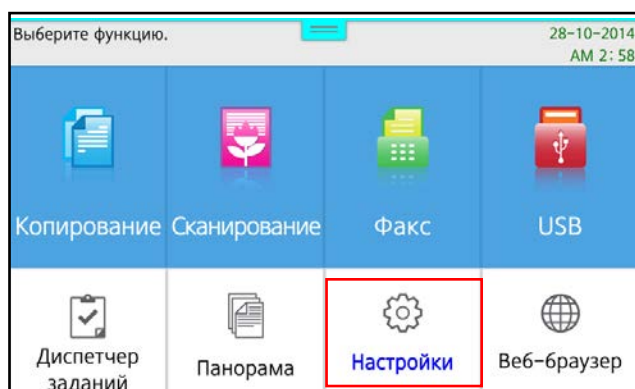 Выберите функцию.
28-10-2014
AM 2:58
Копирование
Сканирование
Факс
USB
Диспетчер
заданий
Панорама
Настройки
Веб-браузер